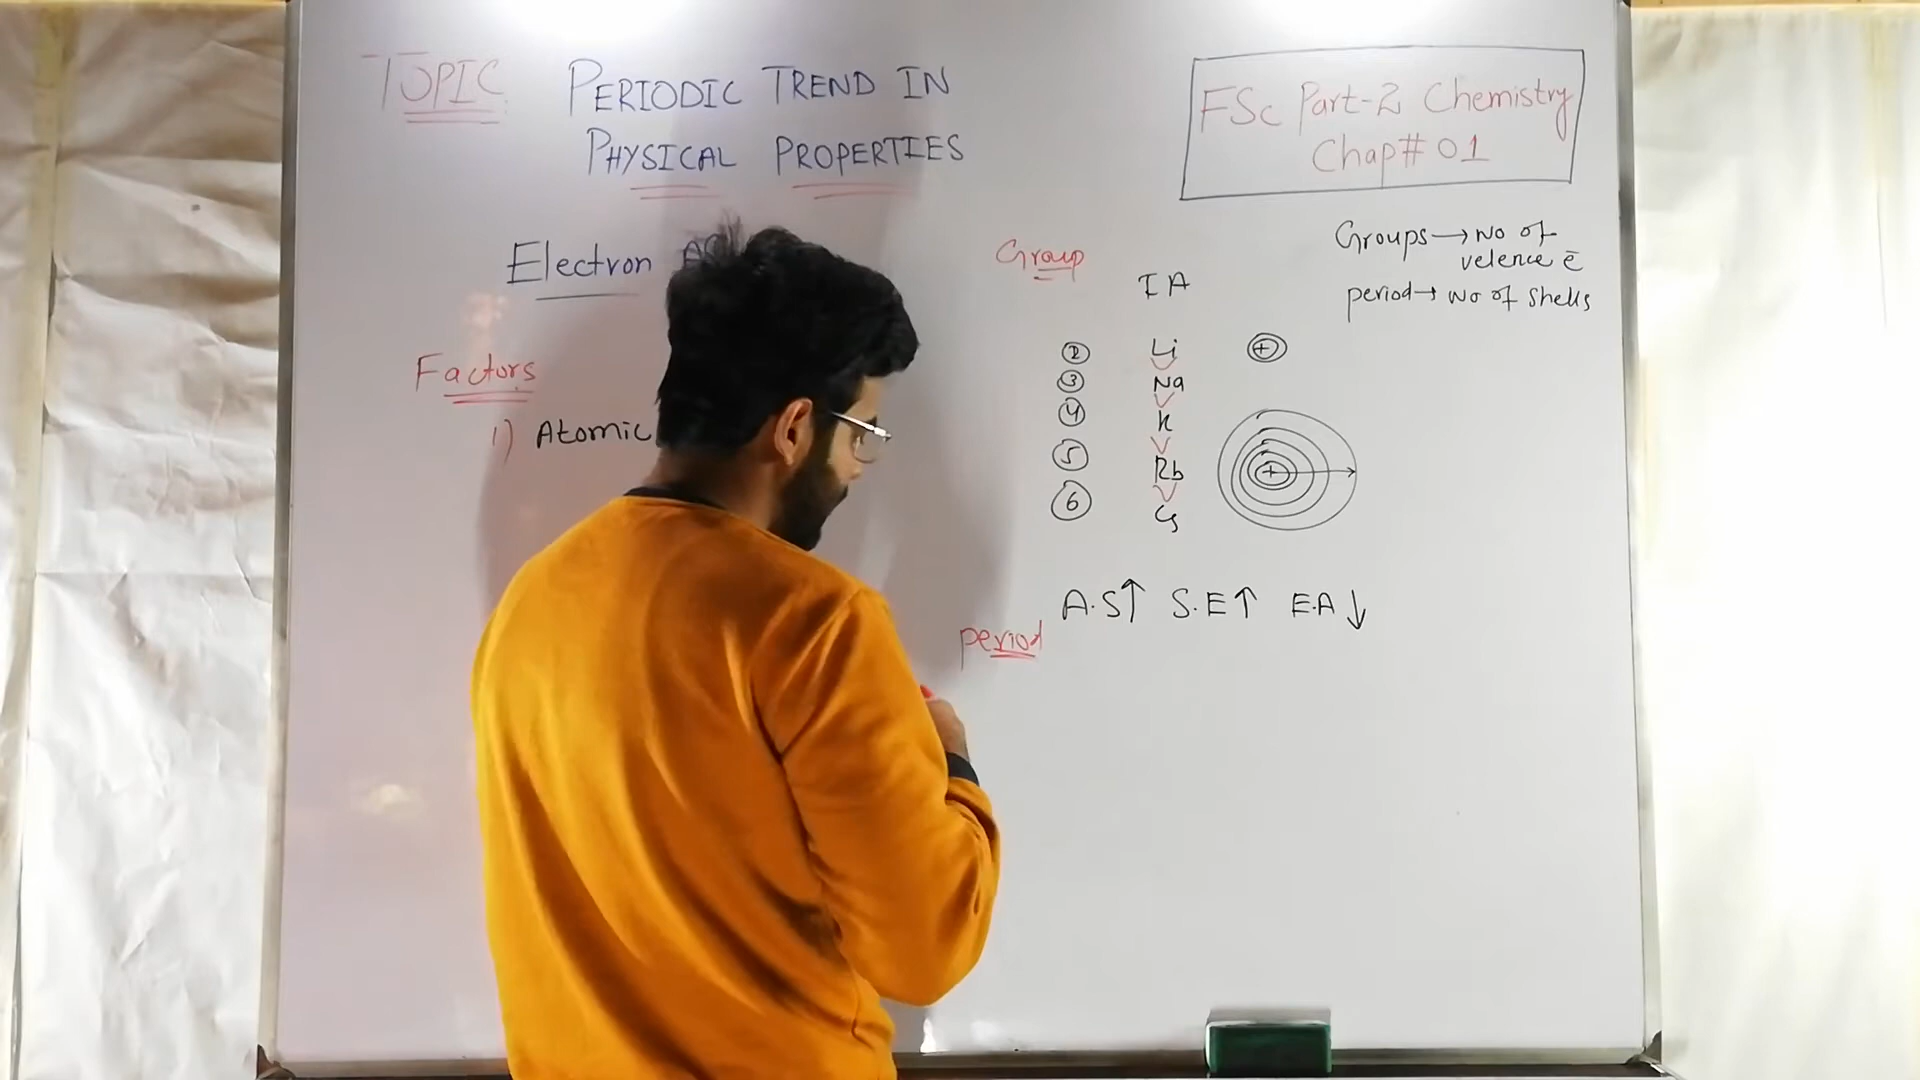 TOPIC: PERIODIC TREND IN
PHYSICAL PROPERTIES
FSc Part-2 Chemistry
Chap# 01
Electron
Factors
1) Atomic
Group
IA
Groups→No of
velence ē
period→No of Shells
2 Li +
3 Na
4 K
5 Rb +
6 Cs
A.S↑ S.E↑ E.A↓
period